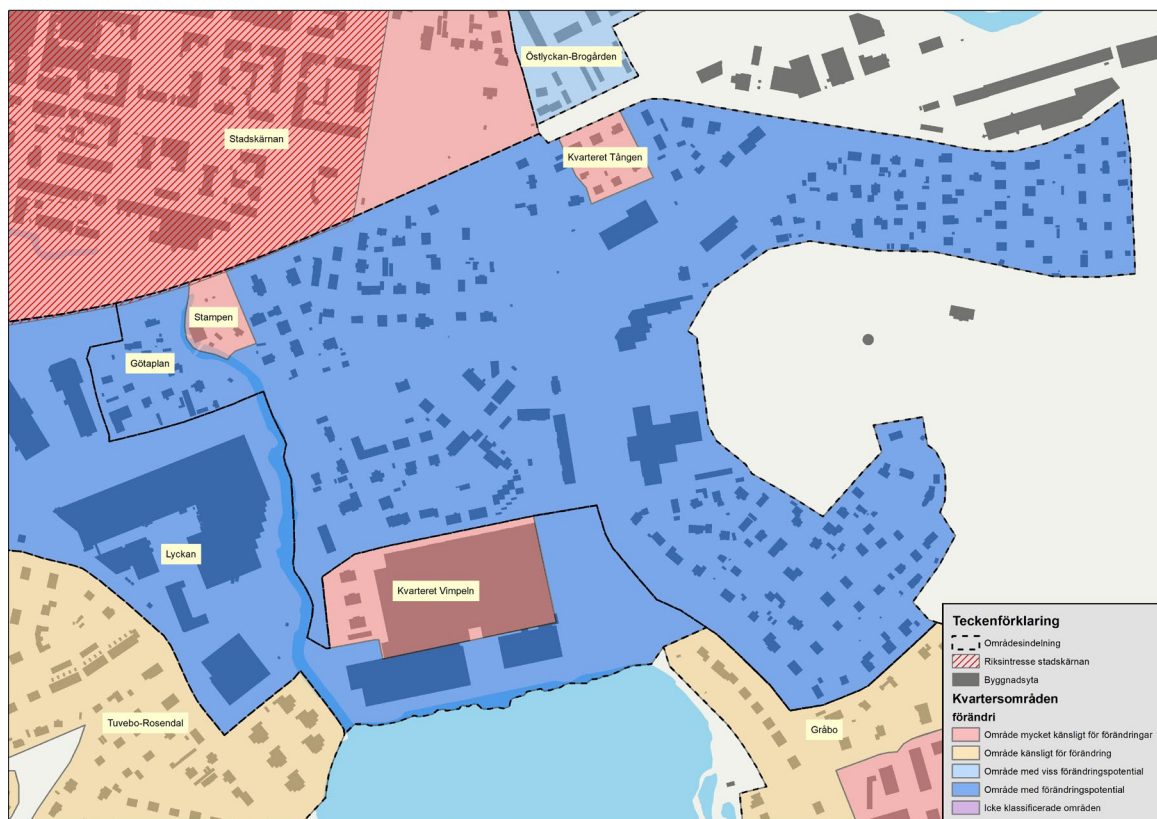 Östlyckan-Brogården
Stadskärnan
Kvarteret Tången
Stampen
Götaplan
Lyckan
Kvarteret Vimpeln
Tuvebo-Rosendal
Gråbo
Teckenförklaring
Områdesindelning
Riksintresse stadskärnan
Byggnadsyta
Kvartersområden
förändri
Område mycket känsligt för förändringar
Område känsligt för förändring
Område med viss förändringspotential
Område med förändringspotential
Icke klassificerade områden